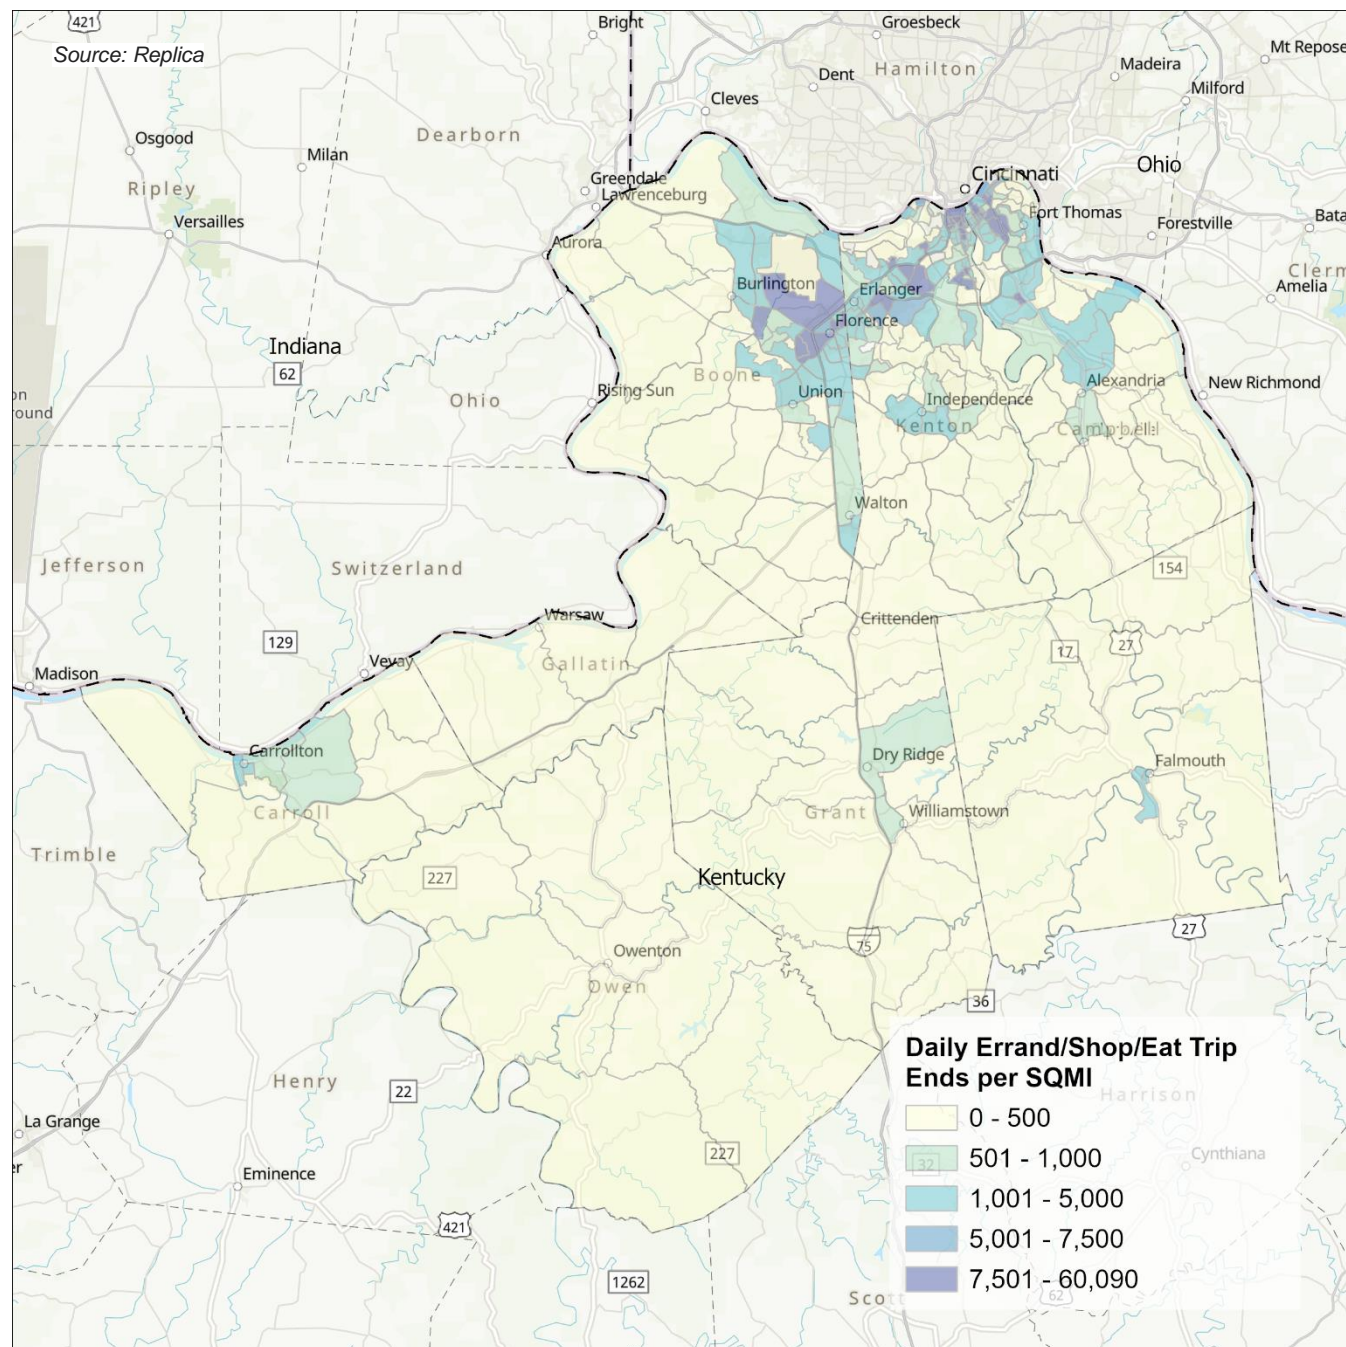 421
Bright
Groesbeck
Source: Replica
Mt Repose
Madeira
Dent
Hamilton
Milford
Cleves
Dearborn
Osgood
Milan
Ohio
Cincinnati
Greendale
Ripley
Lawrenceburg
Versailles
Fort Thomas
Forestville
Bata
Aurora
Clerm
Burlington
Erlanger
Amelia
Florence
Indiana
62
Boone
Alexandria
New Richmond
Rising Sun
Union
Independence
on
round
Ohio
Kenton
Campbell
Walton
Jefferson
Switzerland
154
Warsaw
Crittenden
129
17
27
Vevay
Gallatin
Madison
Carrollton
Dry Ridge
Falmouth
Carroll
Grant
Williamstown
Trimble
227
Kentucky
27
75
Owenton
Owen
36
Daily Errand/Shop/Eat Trip
Ends per SQMI
Henry
22
Harrison
0 - 500
La Grange
501 - 1,000
227
32
Cynthiana
er
Eminence
1,001 - 5,000
421
5,001 - 7,500
1262
7,501 - 60,090
62
Scott